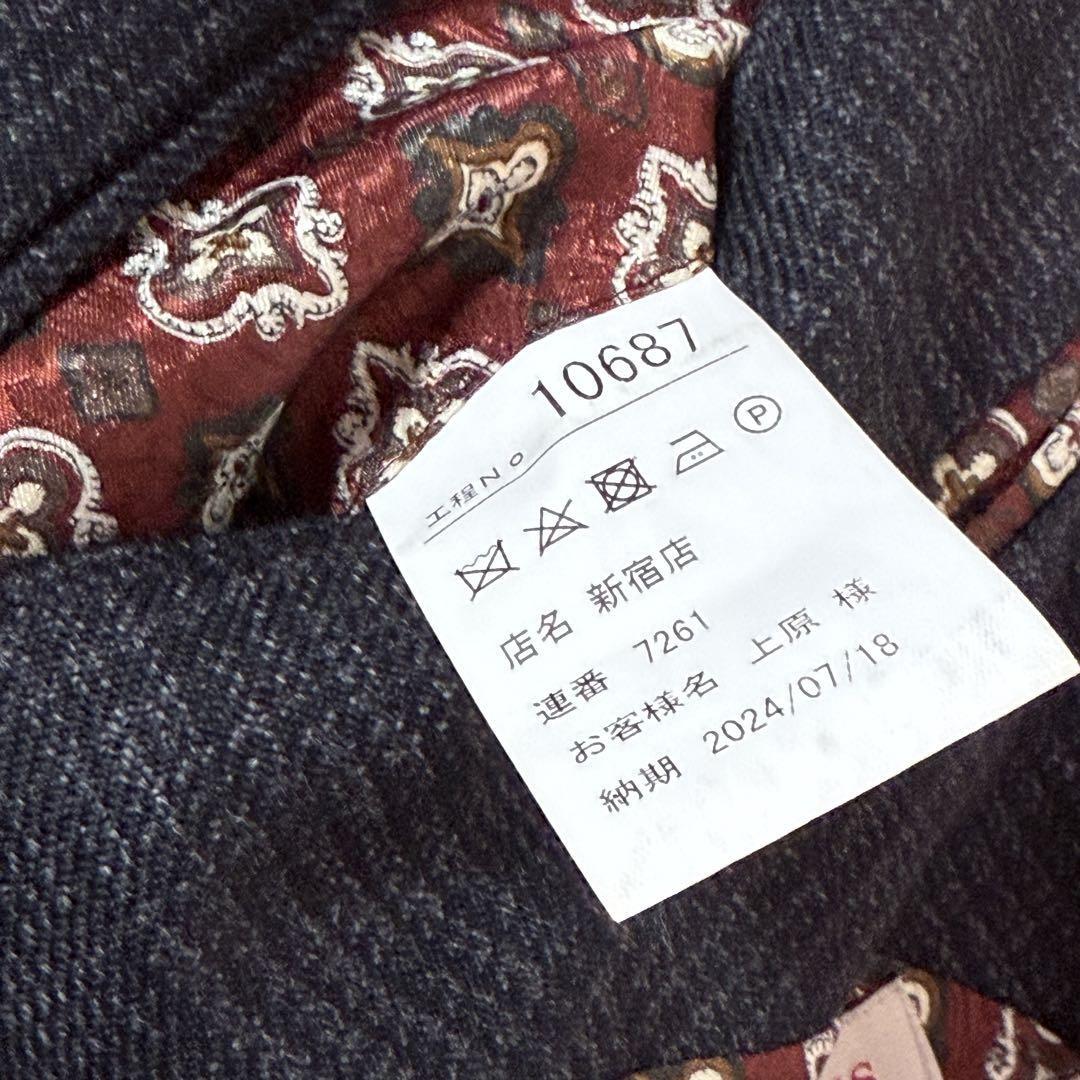 工程No 10687
P
店名 新宿店
連番 7261
お客様名 上原 様
納期 2024/07/18